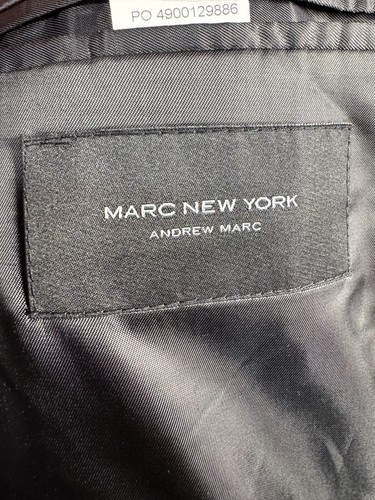 PO 4900129886
MARC NEW YORK
ANDREW MARC